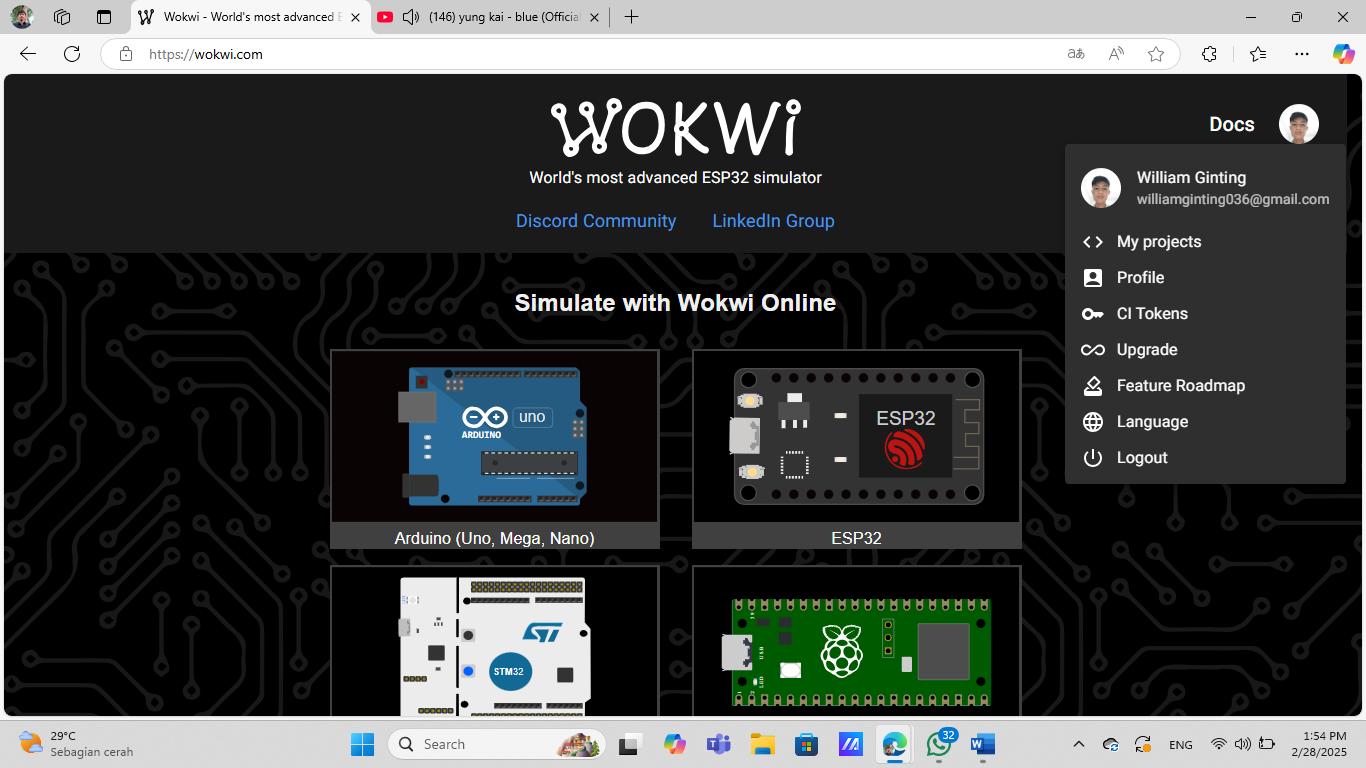 Wokwi - World's most advanced E
(146) yung kai - blue (Official
https://wokwi.com
WOKWi
World's most advanced ESP32 simulator
Discord Community
LinkedIn Group
Docs
William Ginting
williamginting036@gmail.com
My projects
Profile
CI Tokens
Upgrade
Feature Roadmap
Language
Logout
Simulate with Wokwi Online
UNO
ARDUINO
Arduino (Uno, Mega, Nano)
ESP32
ESP32
STM32
USB
LED
29°C
Sebagian cerah
Search
32
ENG
1:54 PM
2/28/2025